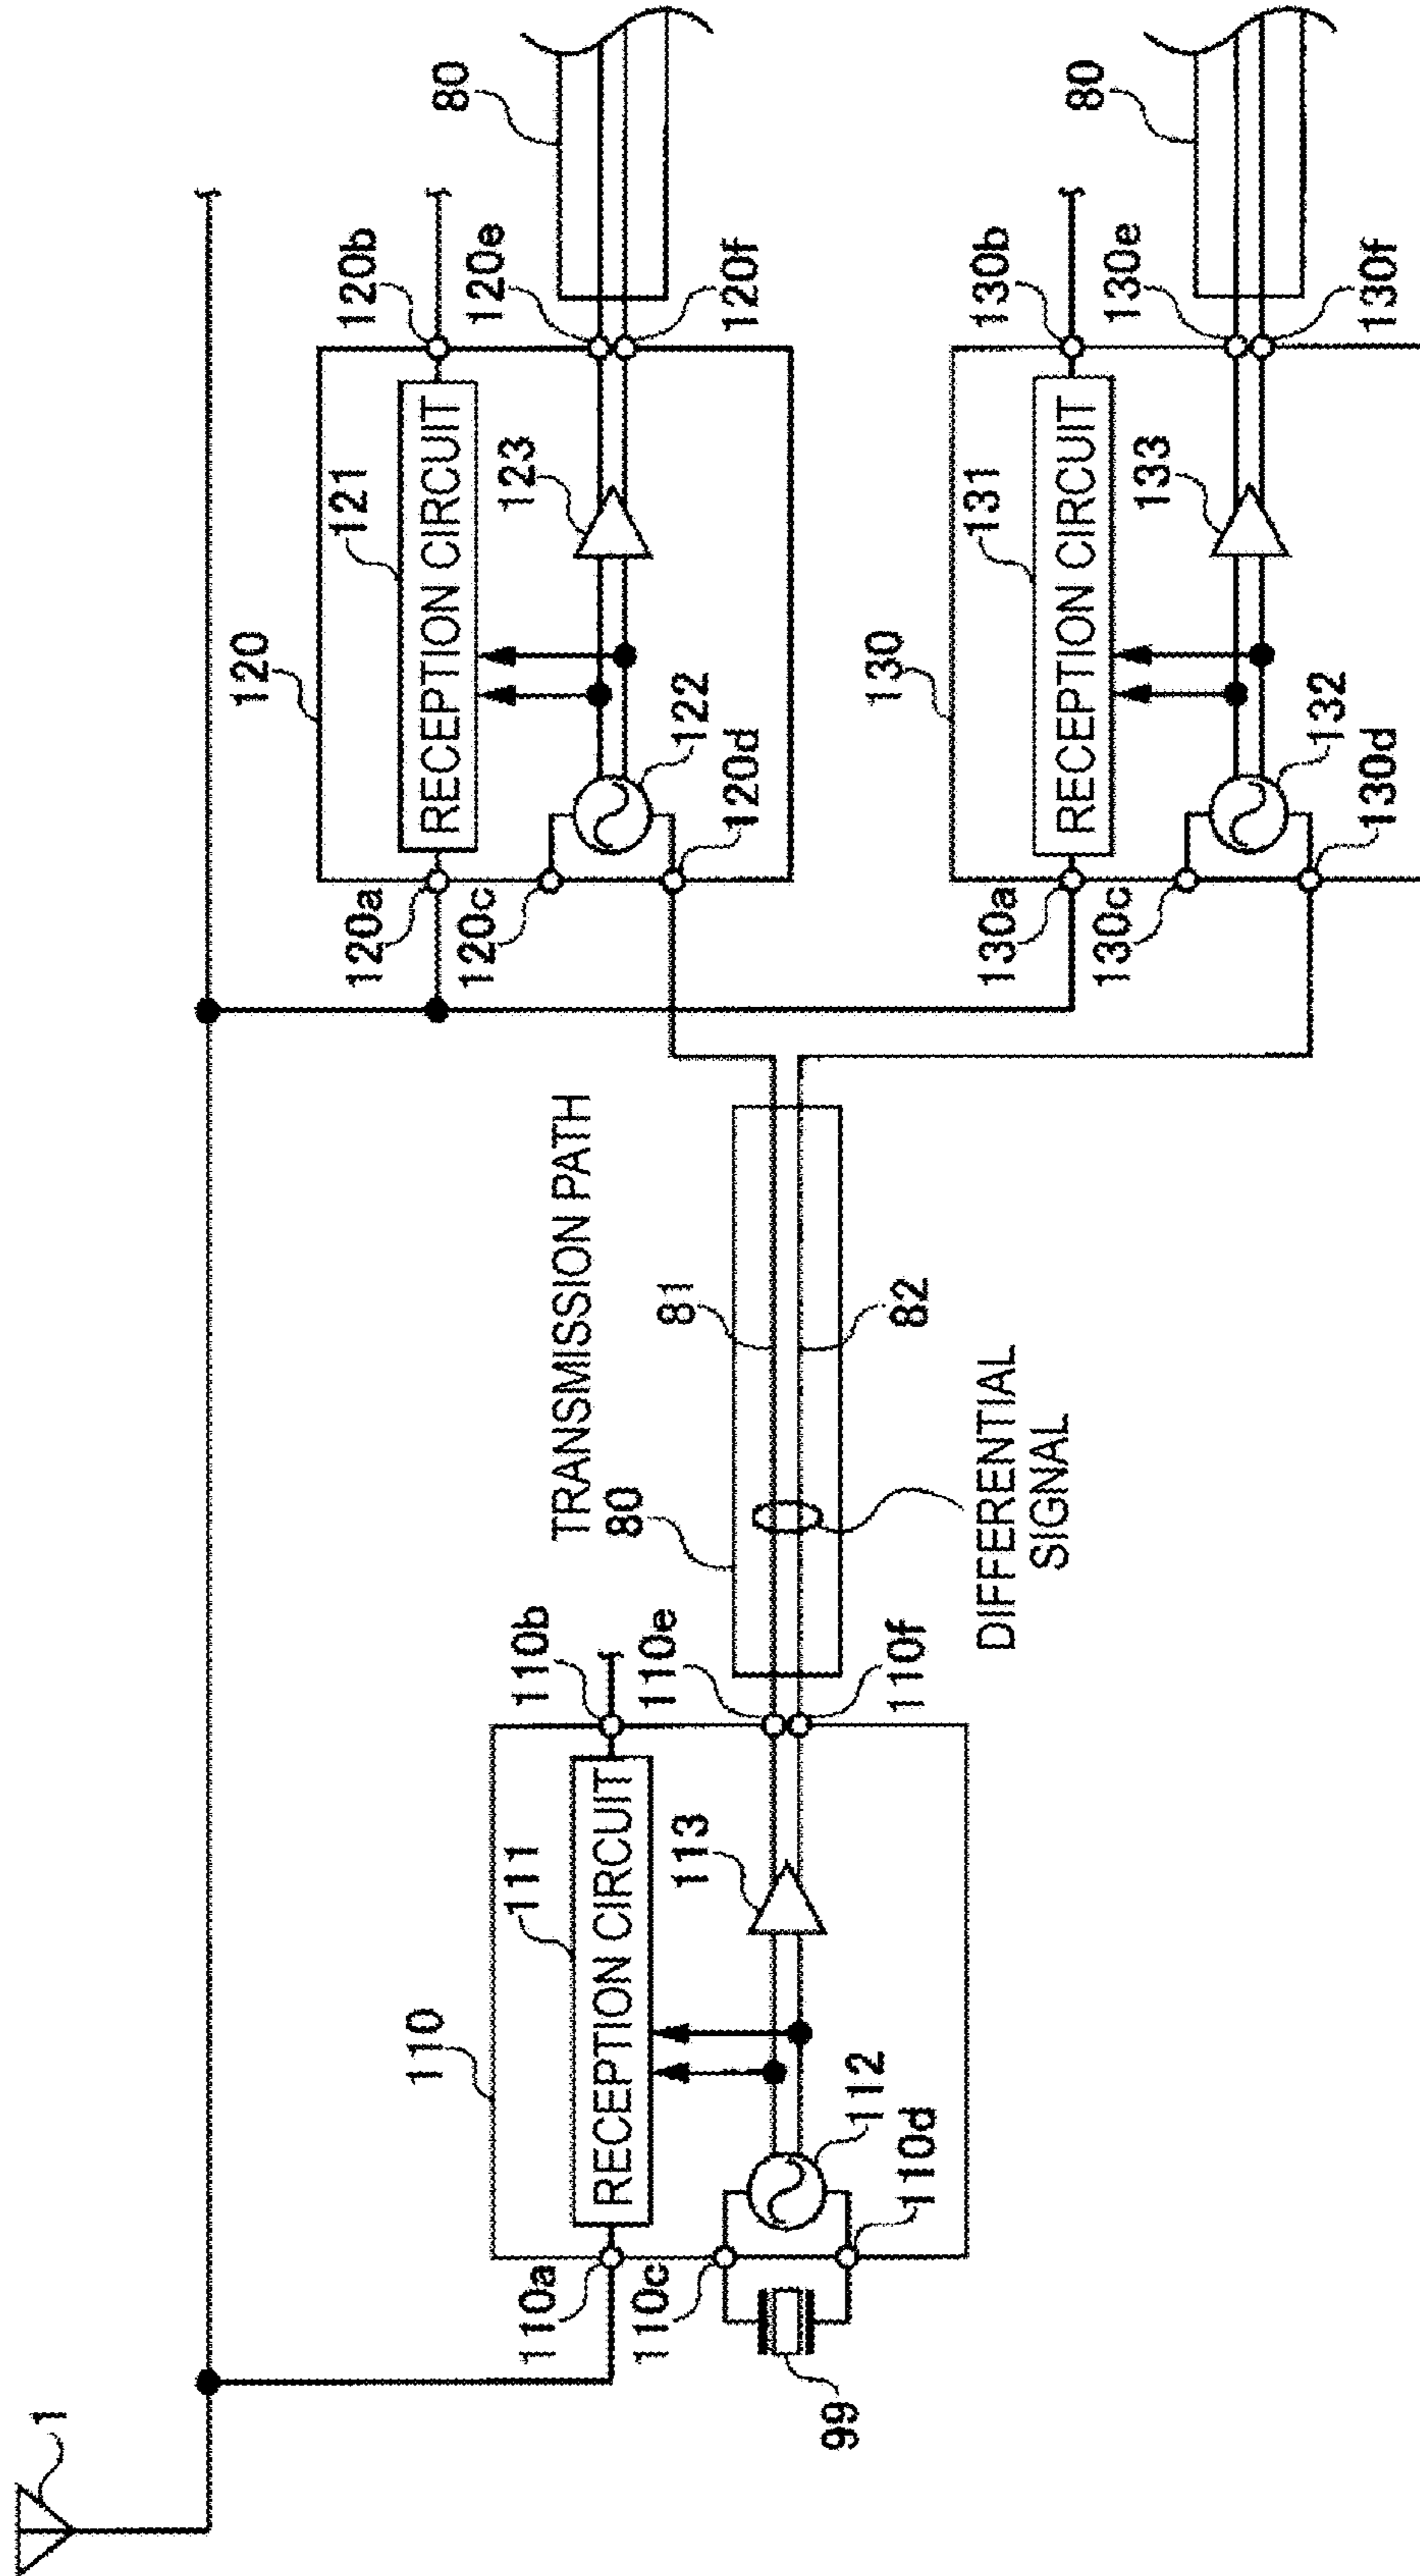 1
99
110
111
RECEPTION CIRCUIT
110a
110b
110c
110d
110e
110f
112
113
TRANSMISSION PATH
80
81
82
DIFFERENTIAL
SIGNAL
120
121
RECEPTION CIRCUIT
120a
120b
120c
120d
120e
120f
122
123
80
130
131
RECEPTION CIRCUIT
130a
130b
130c
130d
130e
130f
132
133
80